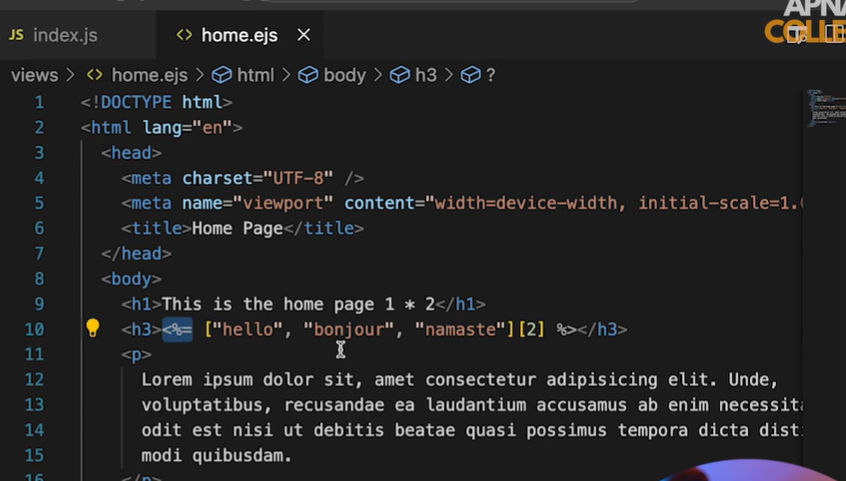 APNA
COLLE
JS index.js <> home.ejs ×
views > <> home.ejs > html > body > h3 > ?
1 <!DOCTYPE html>
2 <html lang="en">
3 <head>
4 <meta charset="UTF-8" />
5 <meta name="viewport" content="width=device-width, initial-scale=1.
6 <title>Home Page</title>
7 </head>
8 <body>
9 <h1>This is the home page 1 * 2</h1>
10 <h3><%= ["hello", "bonjour", "namaste"][2] %></h3>
11 <p>
12 Lorem ipsum dolor sit, amet consectetur adipisicing elit. Unde,
13 voluptatibus, recusandae ea laudantium accusamus ab enim necessita
14 odit est nisi ut debitis beatae quasi possimus tempora dicta dist
15 modi quibusdam.
16 </p>